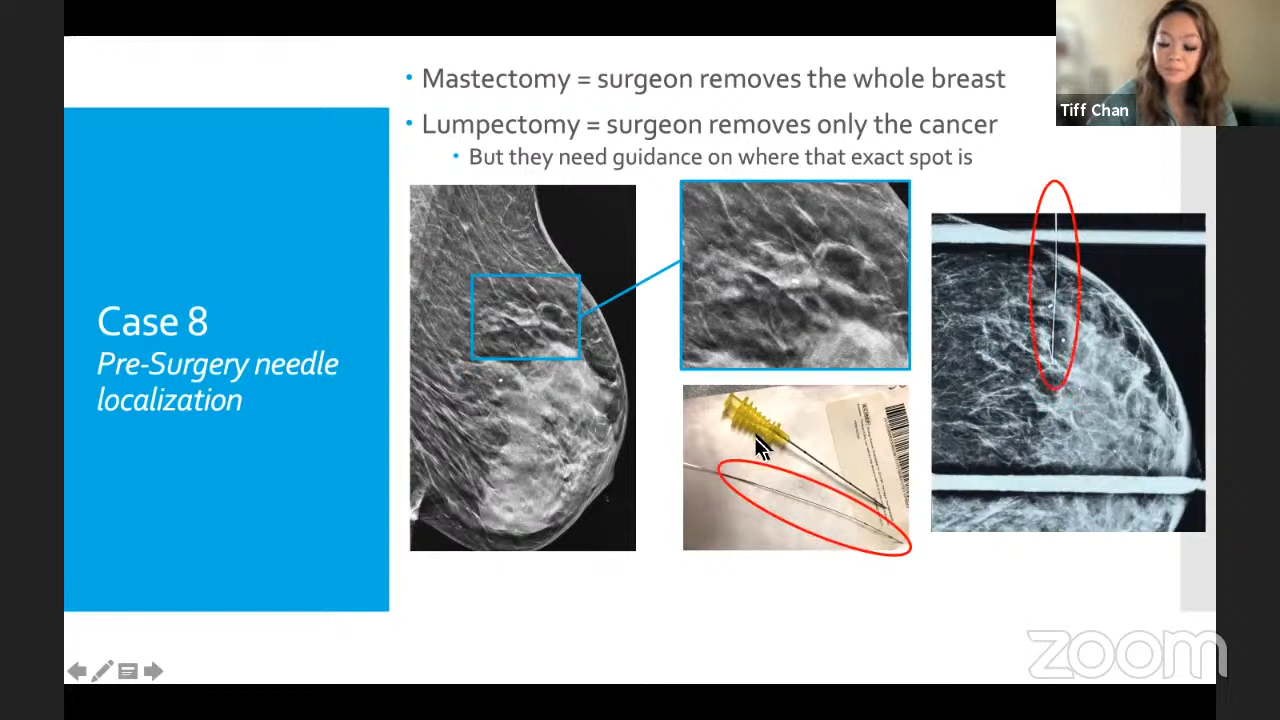 Mastectomy = surgeon removes the whole breast
Lumpectomy = surgeon removes only the cancer
But they need guidance on where that exact spot is
Tiff Chan
Case 8
Pre-Surgery needle
localization
zoom